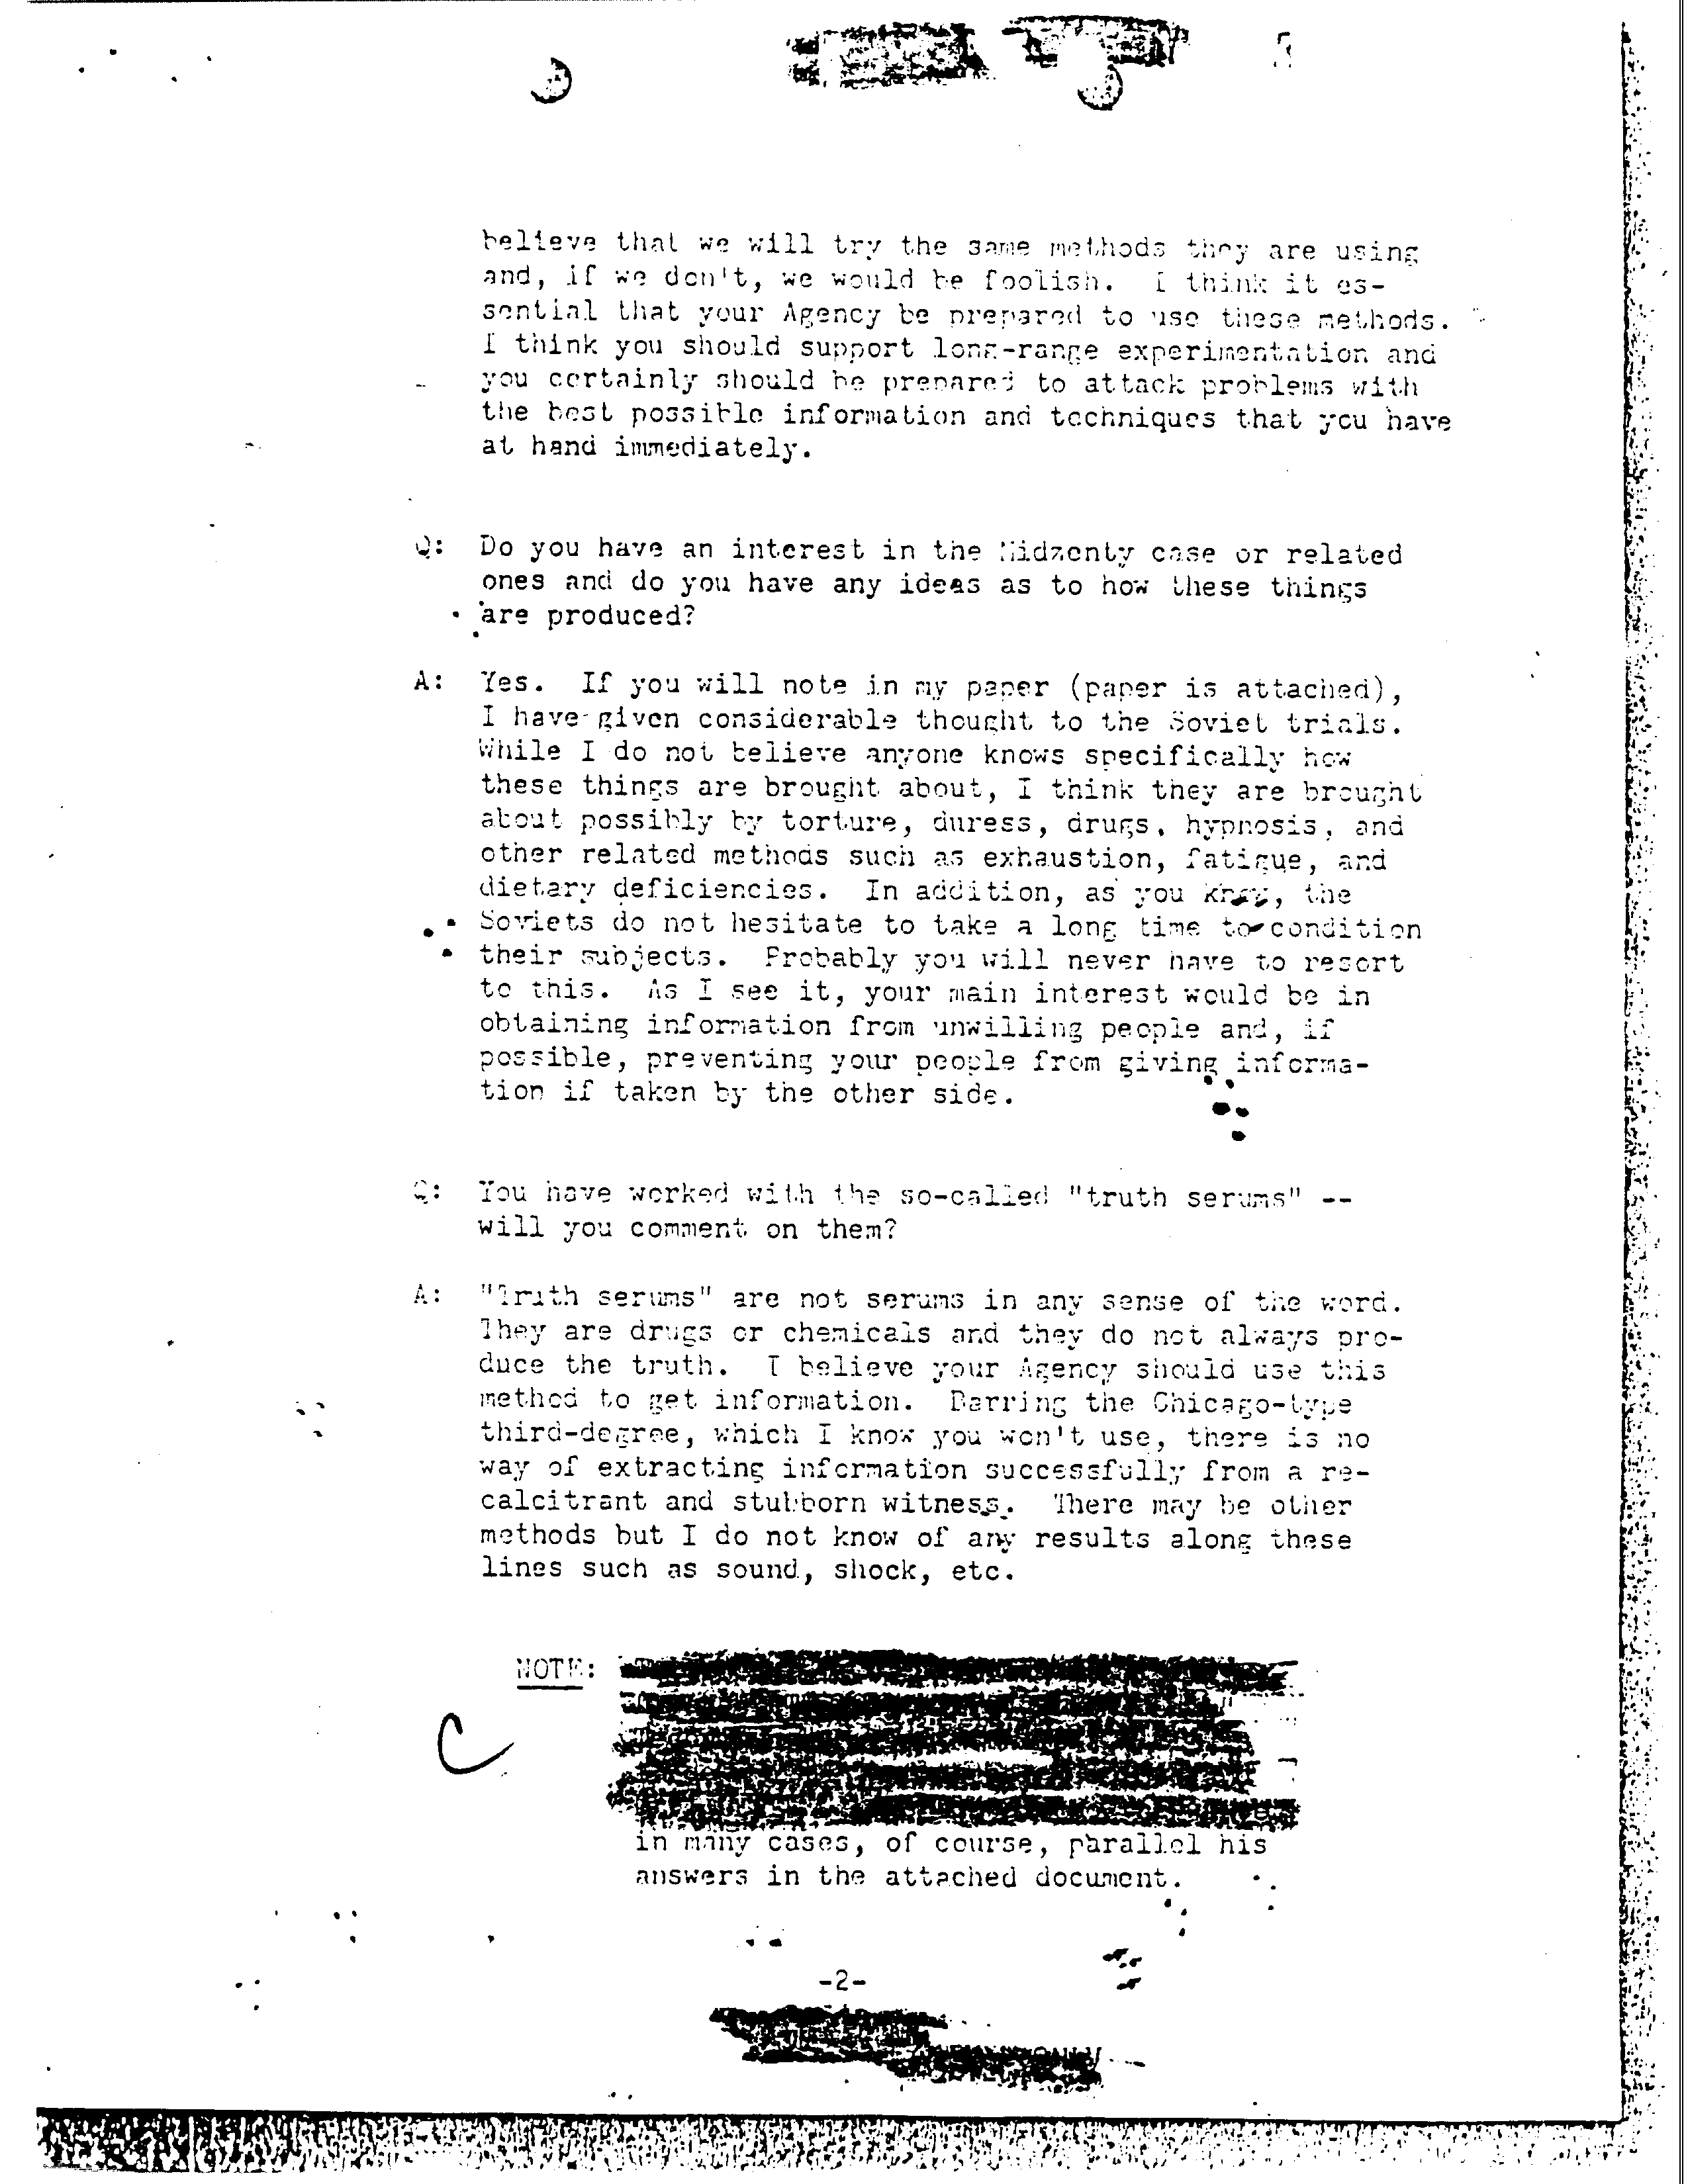 believe that we will try the same methods they are using
and, if we don't, we would be foolish. I think it es-
sential that your Agency be prepared to use these methods.
I think you should support long-range experimentation and
you certainly should be prepared to attack problems with
the best possible information and techniques that you have
at hand immediately.
Q: Do you have an interest in the Midzenty case or related
ones and do you have any ideas as to how these things
are produced?
A: Yes. If you will note in my paper (paper is attached),
I have given considerable thought to the Soviet trials.
While I do not believe anyone knows specifically how
these things are brought about, I think they are brought
about possibly by torture, duress, drugs, hypnosis, and
other related methods such as exhaustion, fatigue, and
dietary deficiencies. In addition, as you know, the
Soviets do not hesitate to take a long time to condition
their subjects. Probably you will never have to resort
to this. As I see it, your main interest would be in
obtaining information from unwilling people and, if
possible, preventing your people from giving informa-
tion if taken by the other side.
Q: You have worked with the so-called "truth serums" --
will you comment on them?
A: "Truth serums" are not serums in any sense of the word.
They are drugs or chemicals and they do not always pro-
duce the truth. I believe your Agency should use this
method to get information. Barring the Chicago-type
third-degree, which I know you won't use, there is no
way of extracting information successfully from a re-
calcitrant and stubborn witness. There may be other
methods but I do not know of any results along these
lines such as sound, shock, etc.
NOTE:
C
in many cases, of course, parallel his
answers in the attached document.
-2-